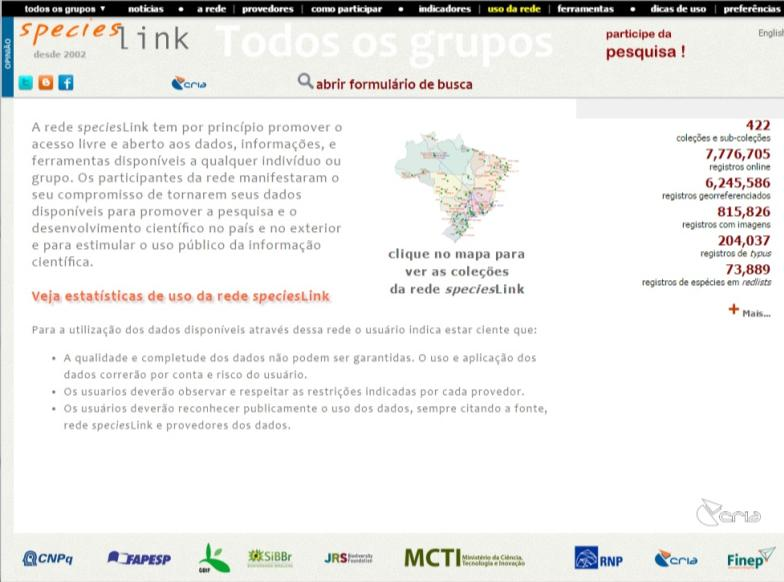 todos os grupos ▼ notícias • a rede | provedores | como participar • indicadores | uso da rede | ferramentas • dicas de uso | preferências
OPINIÃO
species link
Todos os grupos
desde 2002
participe da
pesquisa !
English
cria
abrir formulário de busca
A rede speciesLink tem por princípio promover o
acesso livre e aberto aos dados, informações, e
ferramentas disponíveis a qualquer indivíduo ou
grupo. Os participantes da rede manifestaram o
seu compromisso de tornarem seus dados
disponíveis para promover a pesquisa e o
desenvolvimento científico no país e no exterior
e para estimular o uso público da informação
científica.
Veja estatísticas de uso da rede speciesLink
clique no mapa para
ver as coleções
da rede speciesLink
422
coleções e sub-coleções
7,776,705
registros online
6,245,586
registros georreferenciados
815,826
registros com imagens
204,037
registros de typus
73,889
registros de espécies em redlists
+ Mais...
Para a utilização dos dados disponíveis através dessa rede o usuário indica estar ciente que:
• A qualidade e completude dos dados não podem ser garantidas. O uso e aplicação dos
dados correrão por conta e risco do usuário.
• Os usuarios deverão observar e respeitar as restrições indicadas por cada provedor.
• Os usuários deverão reconhecer publicamente o uso dos dados, sempre citando a fonte,
rede speciesLink e provedores dos dados.
cria
CNPq FAPESP GBIF SiBBr JRS Biodiversity Foundation MCTI Ministério da Ciência, Tecnologia e Inovação RNP cria Finep